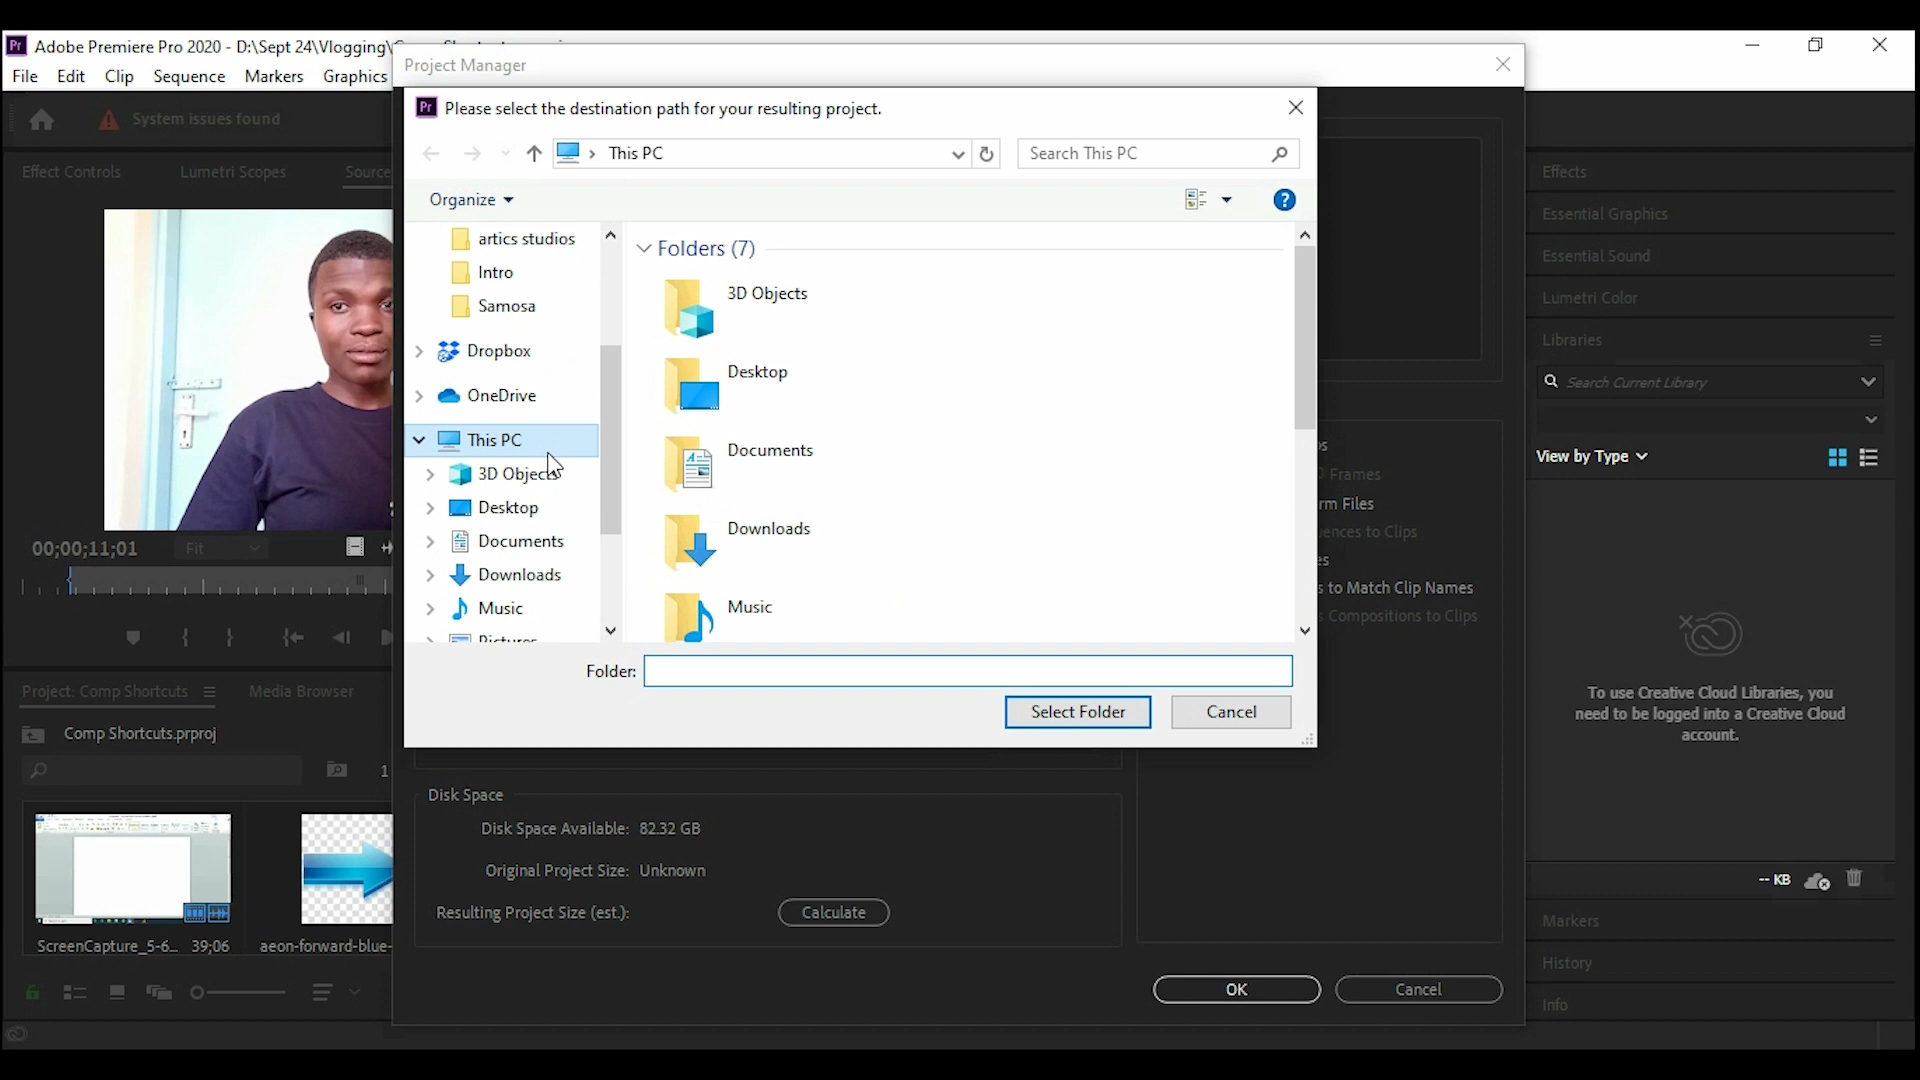 Adobe Premiere Pro 2020 - D:\Sept 24\Vlogging\
File Edit Clip Sequence Markers Graphics
Project Manager
Please select the destination path for your resulting project.
System issues found
This PC
Search This PC
Effect Controls Lumetri Scopes Source
Organize
artics studios
Intro
Samosa
Dropbox
OneDrive
This PC
3D Objects
Desktop
Documents
Downloads
Music
Pictures
Folders (7)
3D Objects
Desktop
Documents
Downloads
Music
Folder:
Select Folder Cancel
00;00;11;01 Fit
Project: Comp Shortcuts Media Browser
Comp Shortcuts.prproj
1
ScreenCapture_5-6... 39;06 aeon-forward-blue-
Disk Space
Disk Space Available: 82.32 GB
Original Project Size: Unknown
Resulting Project Size (est.): Calculate
Frames
rm Files
uences to Clips
es
s to Match Clip Names
s Compositions to Clips
OK Cancel
Effects
Essential Graphics
Essential Sound
Lumetri Color
Libraries
Search Current Library
View by Type
To use Creative Cloud Libraries, you
need to be logged into a Creative Cloud
account.
-- KB
Markers
History
Info